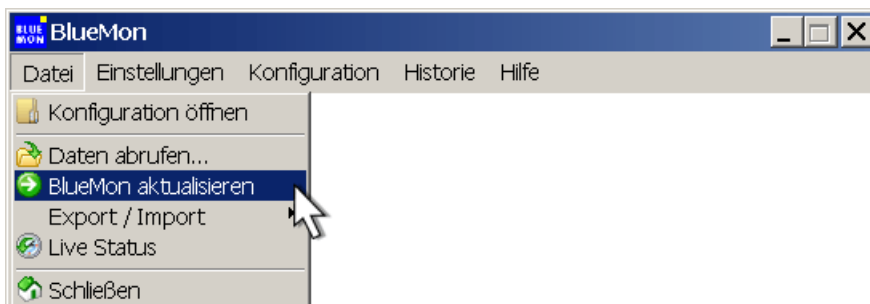 BLUE
MON
BlueMon
Datei Einstellungen Konfiguration Historie Hilfe
Konfiguration öffnen
Daten abrufen...
BlueMon aktualisieren
Export / Import
Live Status
Schließen